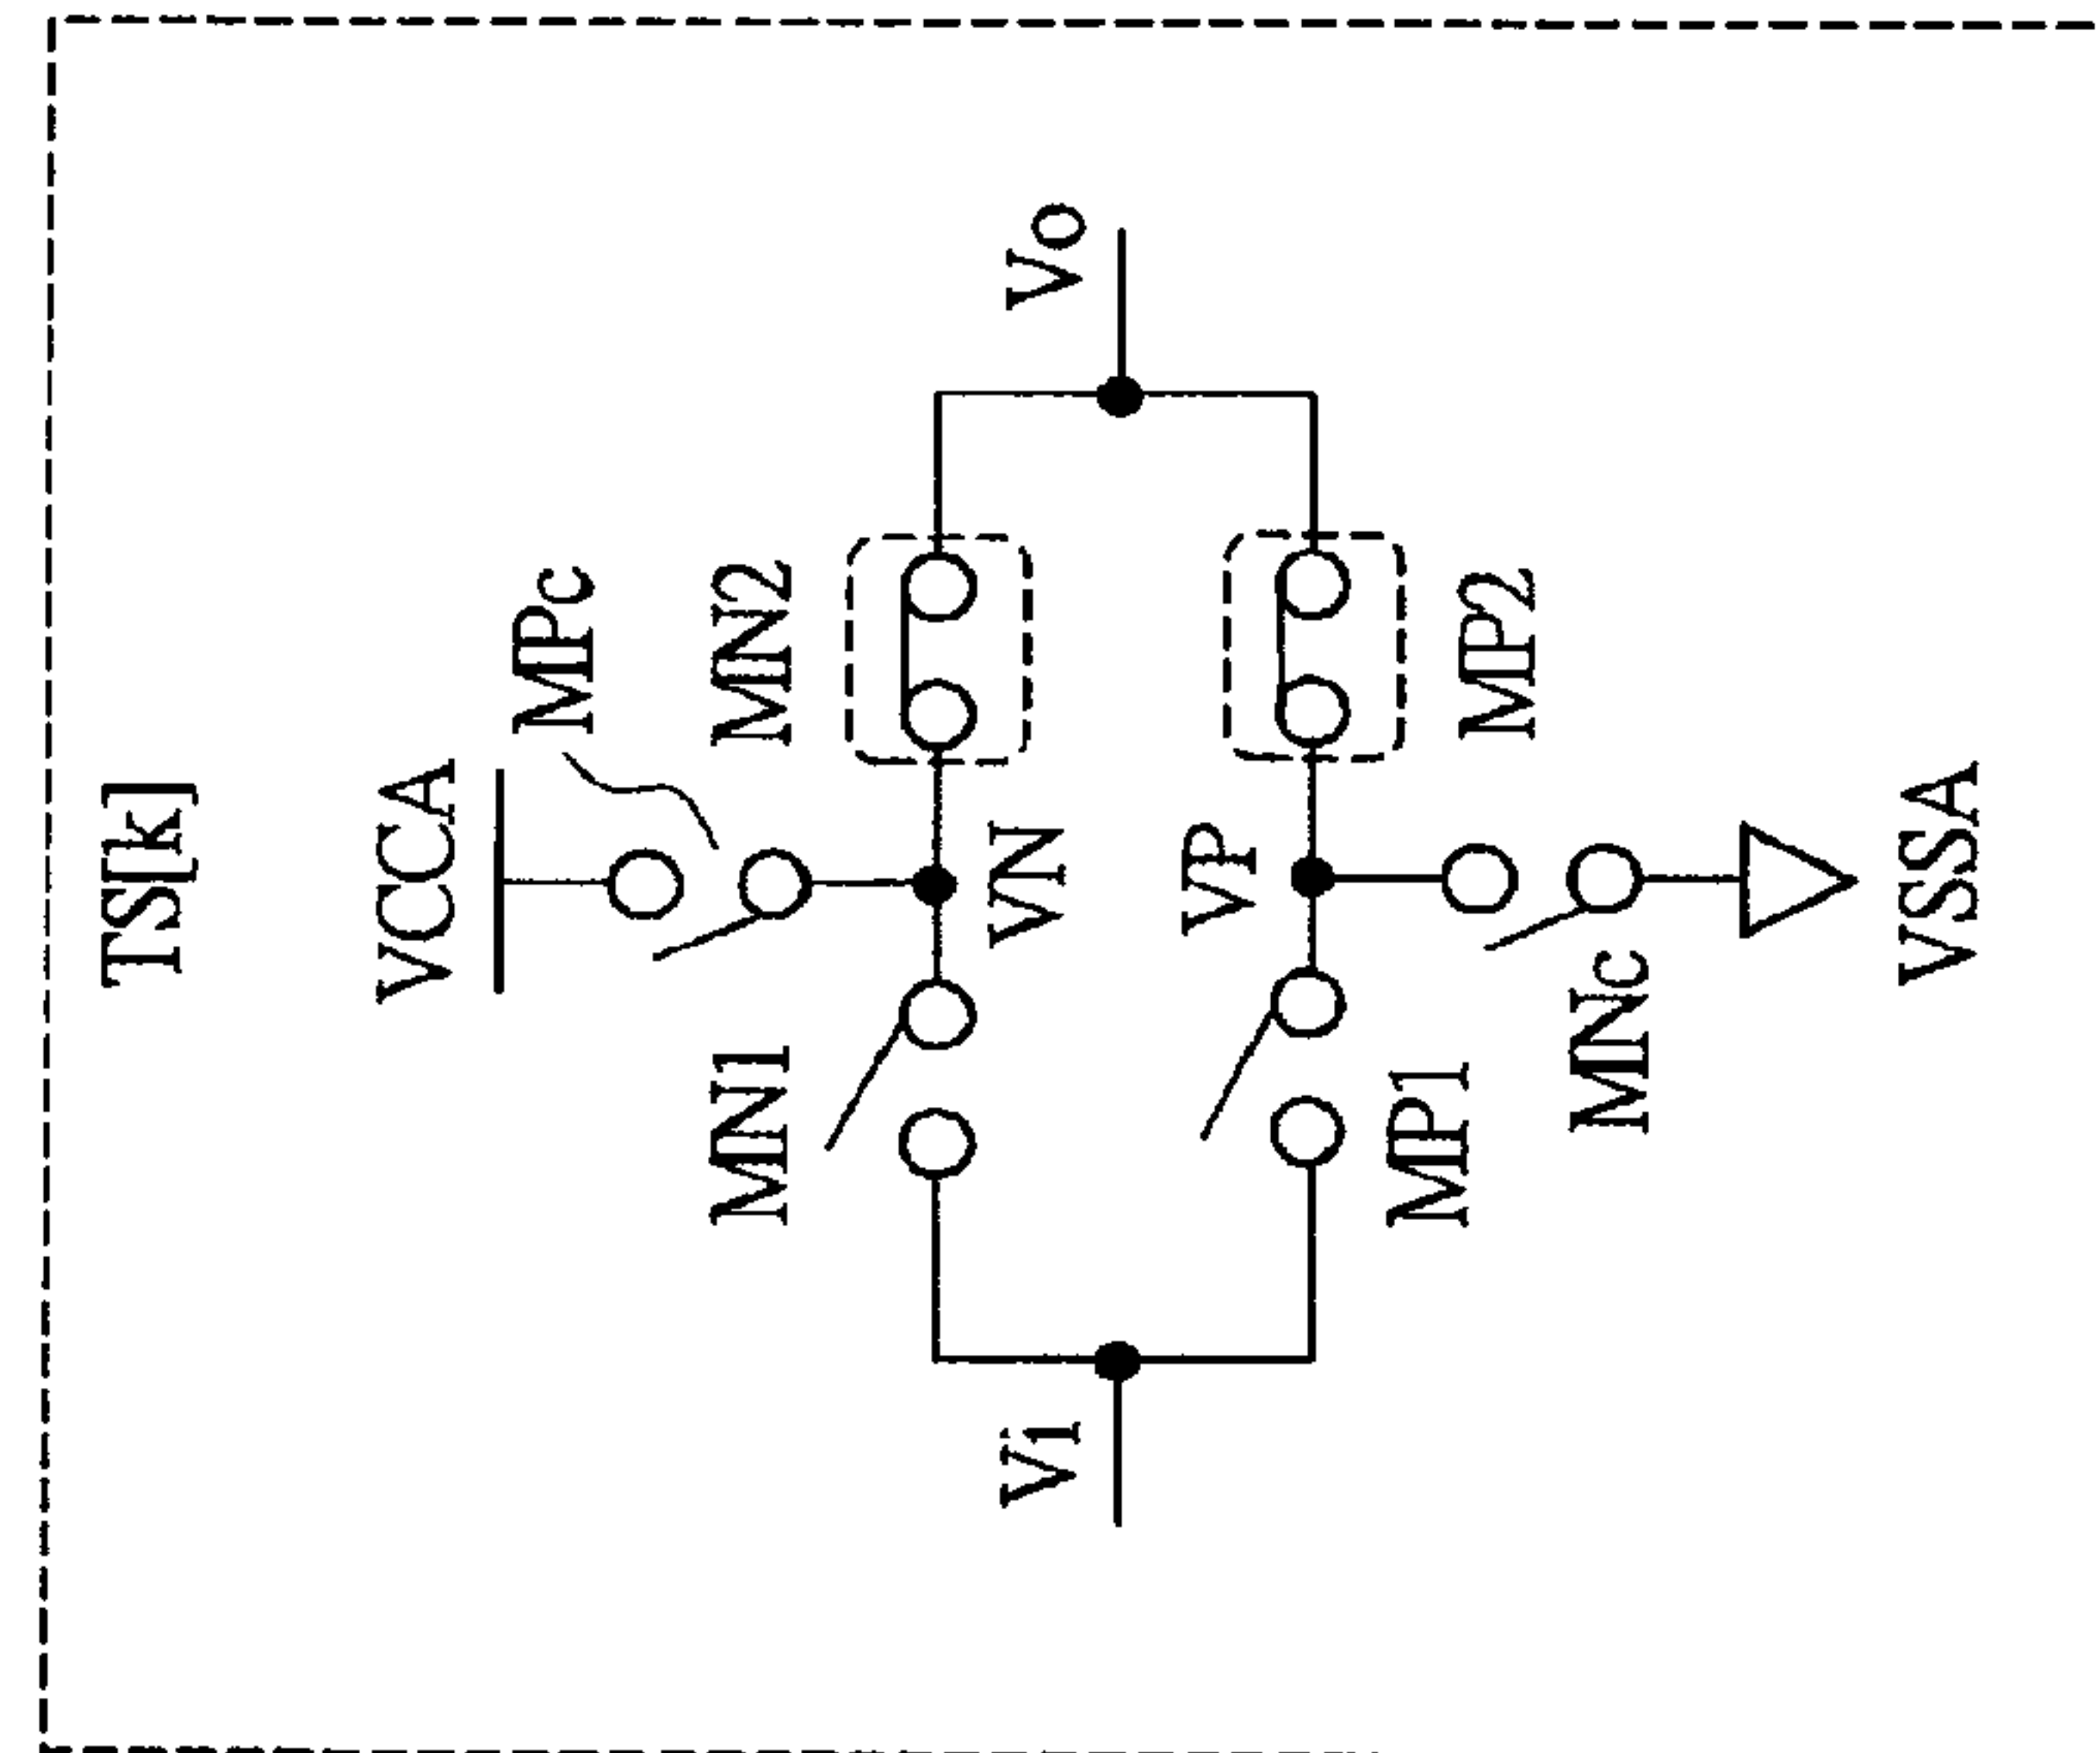 TS[k]
VCCA
MPc
MN1
MN2
VN
Vi
Vo
VP
MP1
MP2
MNc
VSSA